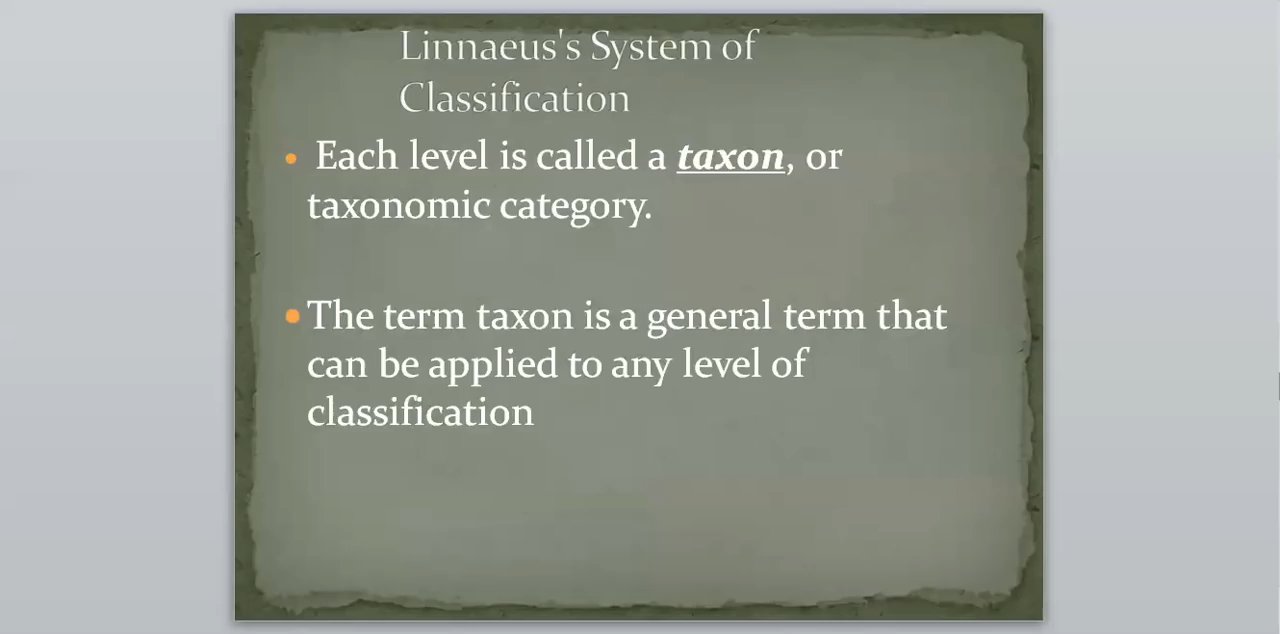 Linnaeus's System of
Classification
• Each level is called a taxon, or
taxonomic category.
• The term taxon is a general term that
can be applied to any level of
classification